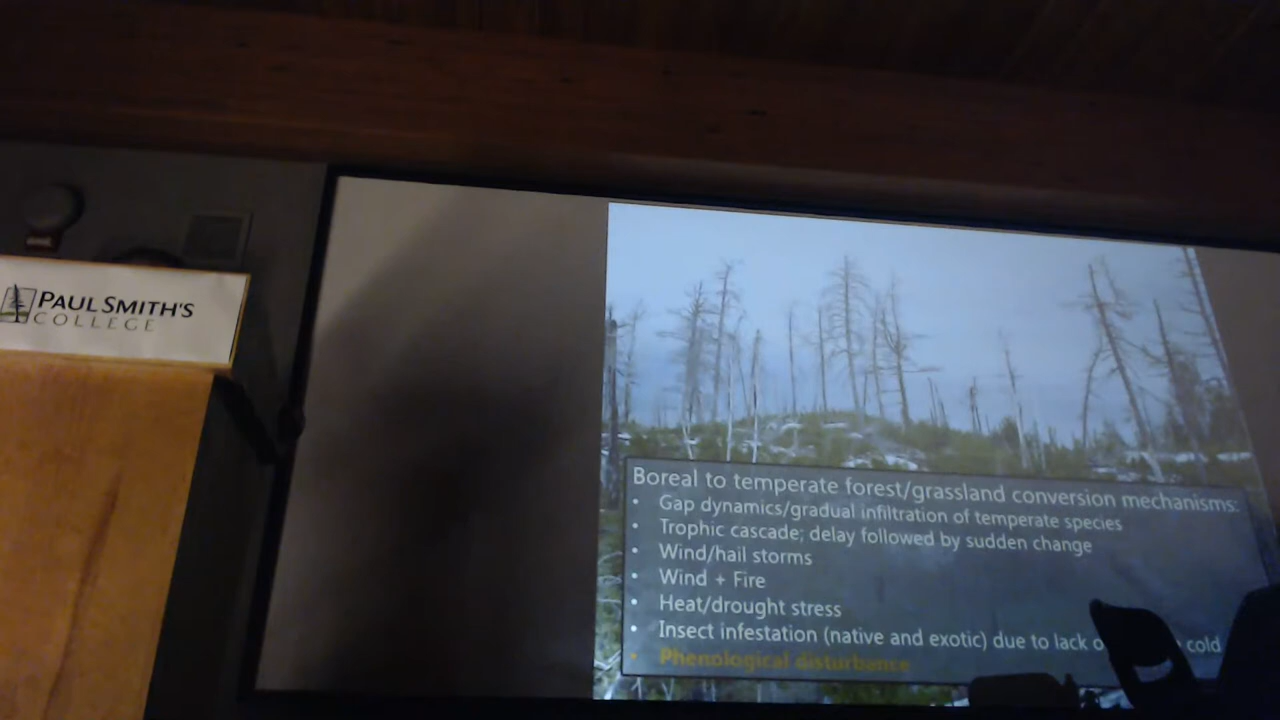 PAUL SMITH'S
COLLEGE
Boreal to temperate forest/grassland conversion mechanisms:
• Gap dynamics/gradual infiltration of temperate species
• Trophic cascade; delay followed by sudden change
• Wind/hail storms
• Wind + Fire
• Heat/drought stress
• Insect infestation (native and exotic) due to lack cold
• Phenological disturbance